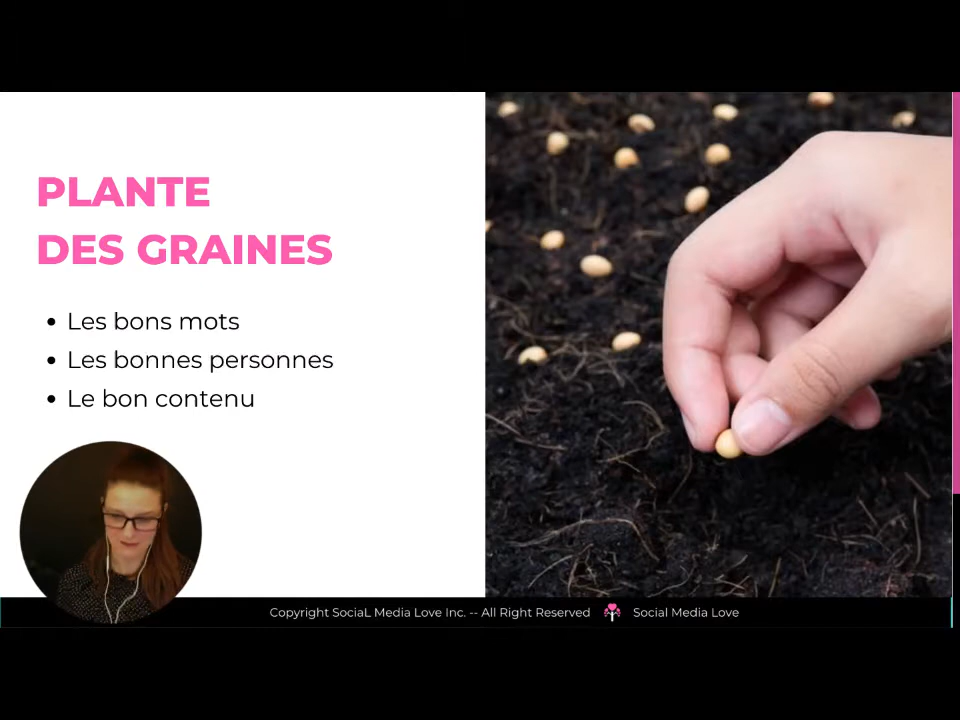 PLANTE
DES GRAINES
Les bons mots
Les bonnes personnes
Le bon contenu
Copyright SociaL Media Love Inc. -- All Right Reserved
Social Media Love